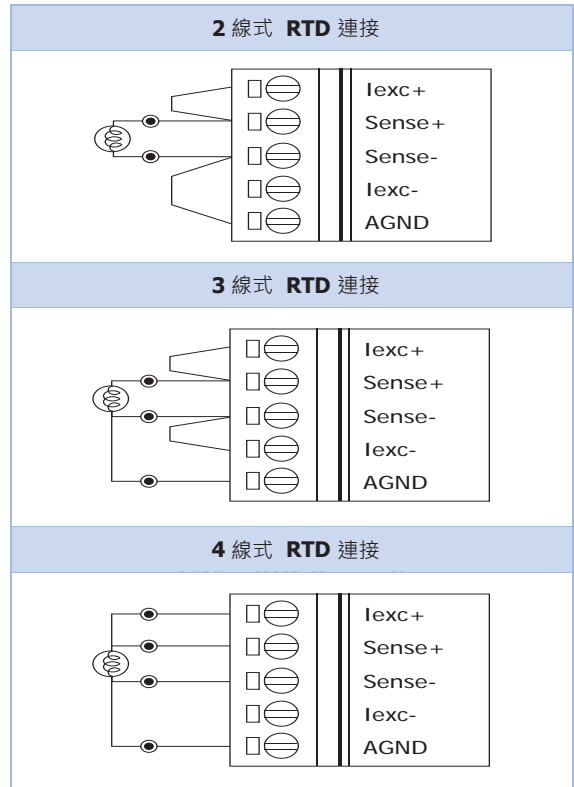 2 線式 RTD 連接
Iexc+
Sense+
Sense-
Iexc-
AGND
3 線式 RTD 連接
Iexc+
Sense+
Sense-
Iexc-
AGND
4 線式 RTD 連接
Iexc+
Sense+
Sense-
Iexc-
AGND